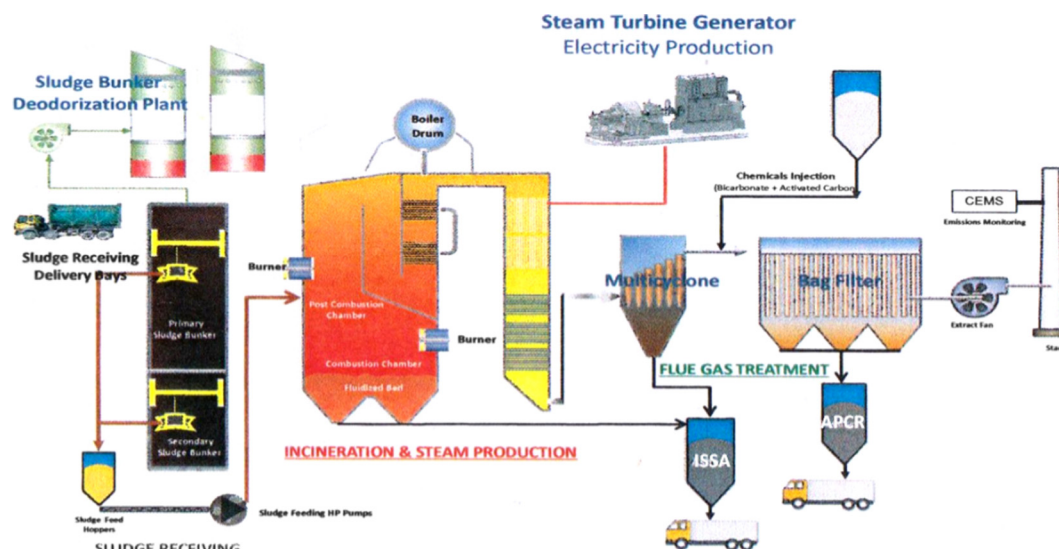 Steam Turbine Generator
Electricity Production
Sludge Bunker
Deodorization Plant
Boiler
Drum
Chemicals Injection
(Bicarbonate + Activated Carbon)
CEMS
Emissions Monitoring
Sludge Receiving
Delivery Bays
Burner
Multicyclone
Bag Filter
Post Combustion
Chamber
Primary
Sludge Bunker
Burner
Extract Fan
Combustion Chamber
FLUE GAS TREATMENT
Fluidized Bed
APCR
Secondary
Sludge Bunker
INCINERATION & STEAM PRODUCTION
ISSA
Sludge Feed
Hoppers
Sludge Feeding HP Pumps
SLUDGE RECEIVING